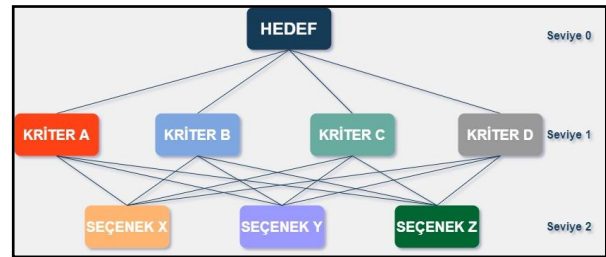 HEDEF
Seviye 0
KRİTER A
KRİTER B
KRİTER C
KRİTER D
Seviye 1
SEÇENEK X
SEÇENEK Y
SEÇENEK Z
Seviye 2